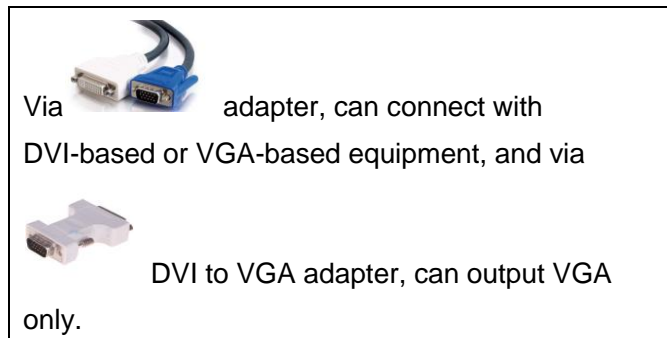 Via adapter, can connect with
DVI-based or VGA-based equipment, and via
DVI to VGA adapter, can output VGA
only.